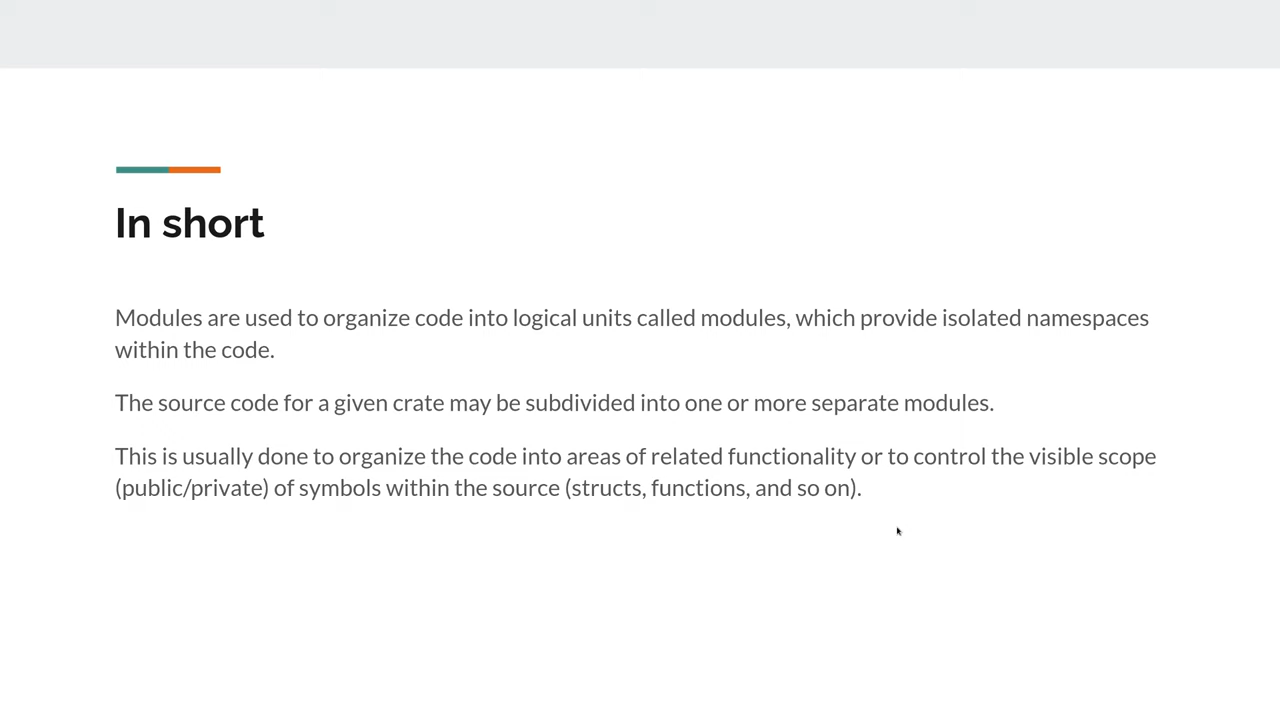 In short
Modules are used to organize code into logical units called modules, which provide isolated namespaces
within the code.
The source code for a given crate may be subdivided into one or more separate modules.
This is usually done to organize the code into areas of related functionality or to control the visible scope
(public/private) of symbols within the source (structs, functions, and so on).